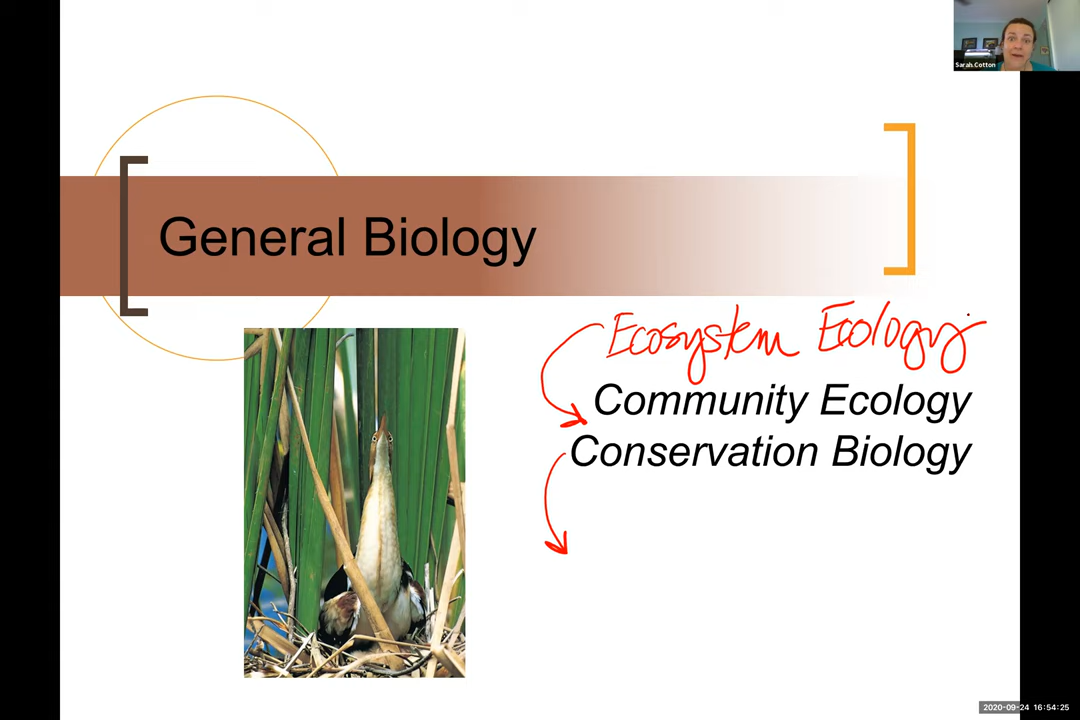 Sarah Cotton
General Biology
Ecosystem Ecology
Community Ecology
Conservation Biology
2020-09-24 16:54:25